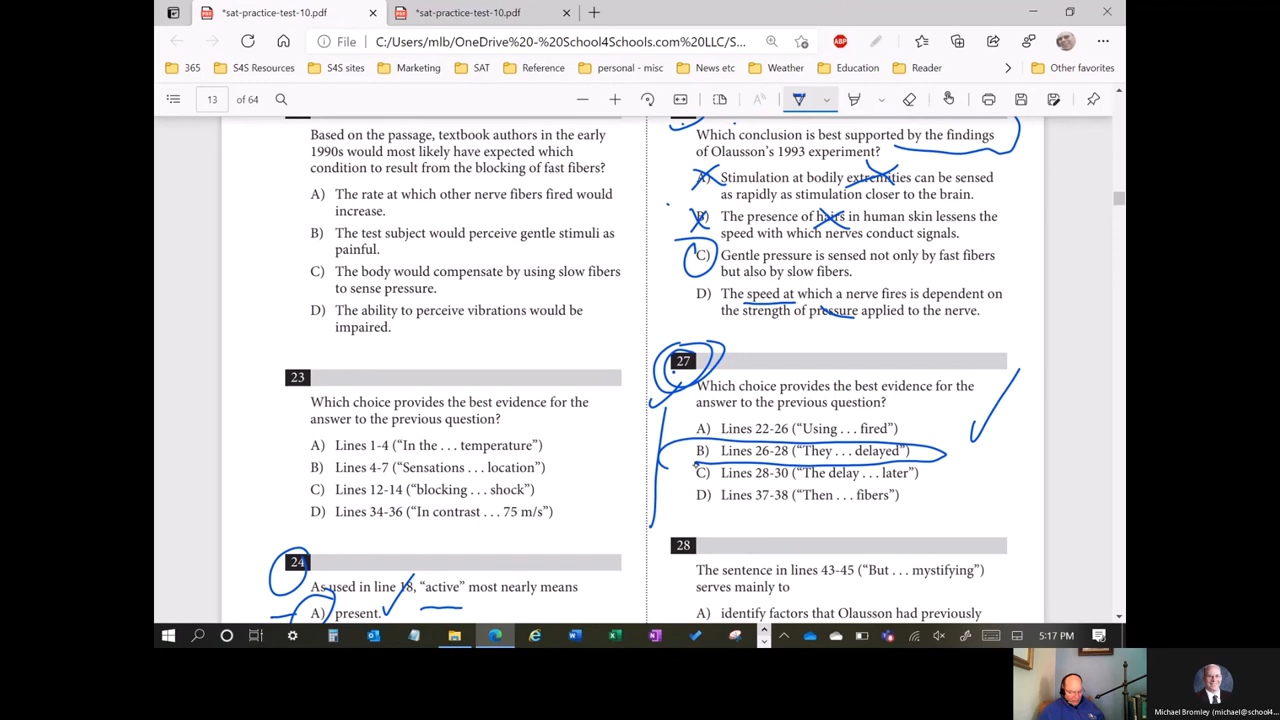 *sat-practice-test-10.pdf
*sat-practice-test-10.pdf
File
C:/Users/mlb/OneDrive%20-%20School4Schools.com%20LLC/S...
ABP
365
S4S Resources
S4S sites
Marketing
SAT
Reference
personal - misc
News etc
Weather
Education
Reader
Other favorites
13 of 64
Based on the passage, textbook authors in the early
1990s would most likely have expected which
condition to result from the blocking of fast fibers?
A) The rate at which other nerve fibers fired would
increase.
B) The test subject would perceive gentle stimuli as
painful.
C) The body would compensate by using slow fibers
to sense pressure.
D) The ability to perceive vibrations would be
impaired.
23
Which choice provides the best evidence for the
answer to the previous question?
A) Lines 1-4 (“In the . . . temperature”)
B) Lines 4-7 (“Sensations . . . location”)
C) Lines 12-14 (“blocking . . . shock”)
D) Lines 34-36 (“In contrast . . . 75 m/s”)
24
As used in line 18, “active” most nearly means
A) present.
Which conclusion is best supported by the findings
of Olausson’s 1993 experiment?
A) Stimulation at bodily extremities can be sensed
as rapidly as stimulation closer to the brain.
B) The presence of hairs in human skin lessens the
speed with which nerves conduct signals.
C) Gentle pressure is sensed not only by fast fibers
but also by slow fibers.
D) The speed at which a nerve fires is dependent on
the strength of pressure applied to the nerve.
27
Which choice provides the best evidence for the
answer to the previous question?
A) Lines 22-26 (“Using . . . fired”)
B) Lines 26-28 (“They . . . delayed”)
C) Lines 28-30 (“The delay . . . later”)
D) Lines 37-38 (“Then . . . fibers”)
28
The sentence in lines 43-45 (“But . . . mystifying”)
serves mainly to
A) identify factors that Olausson had previously
5:17 PM
Michael Bromley (michael@school4...